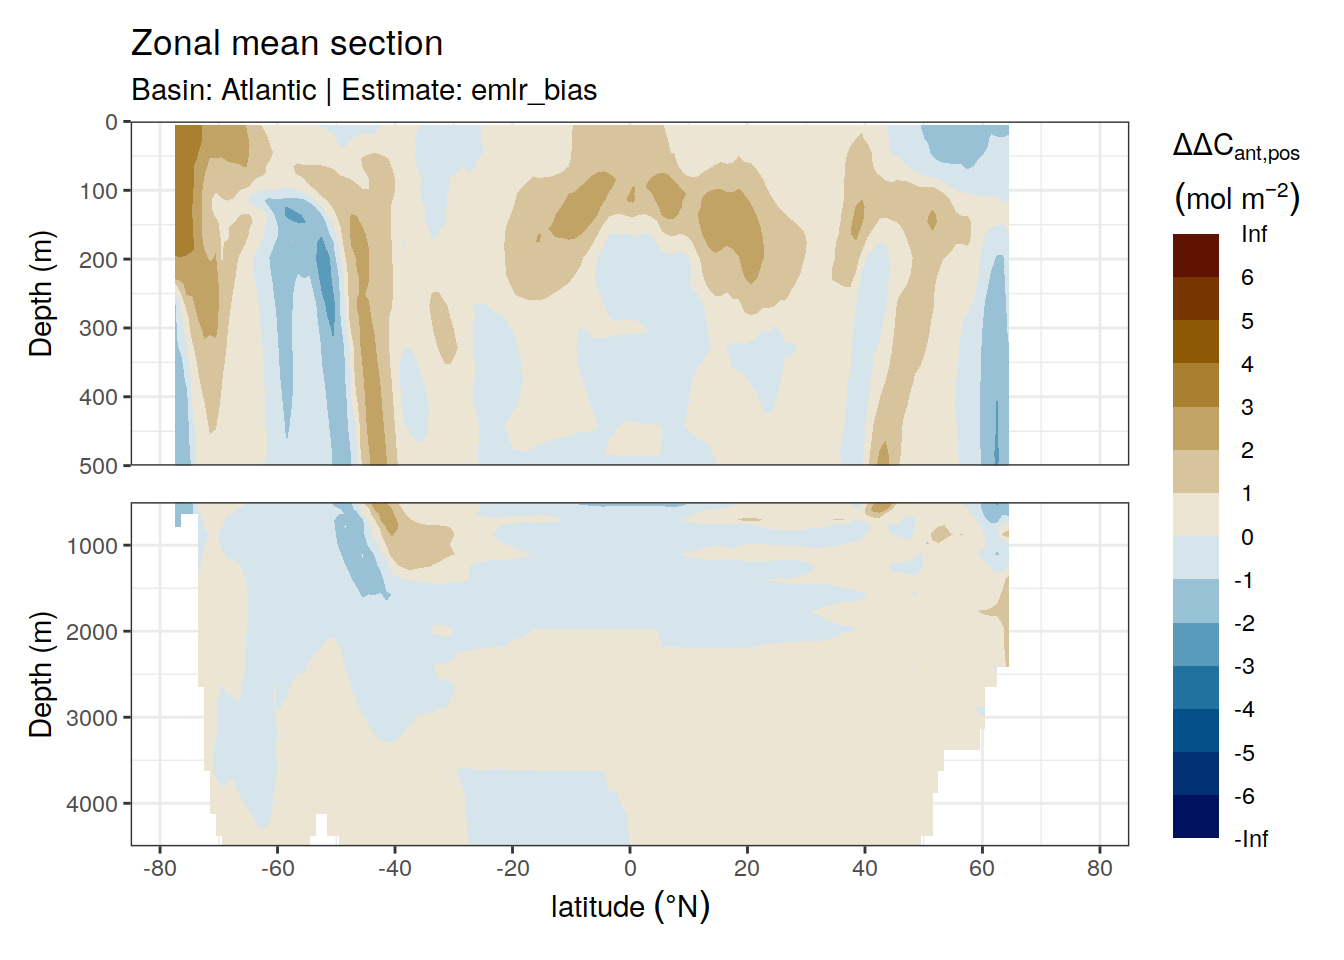 Zonal mean section
Basin: Atlantic | Estimate: emlr_bias
ΔΔC_ant,pos
(mol m⁻²)
Inf
6
5
4
3
2
1
0
-1
-2
-3
-4
-5
-6
-Inf
Depth (m)
0
100
200
300
400
500
Depth (m)
1000
2000
3000
4000
-80 -60 -40 -20 0 20 40 60 80
latitude (°N)